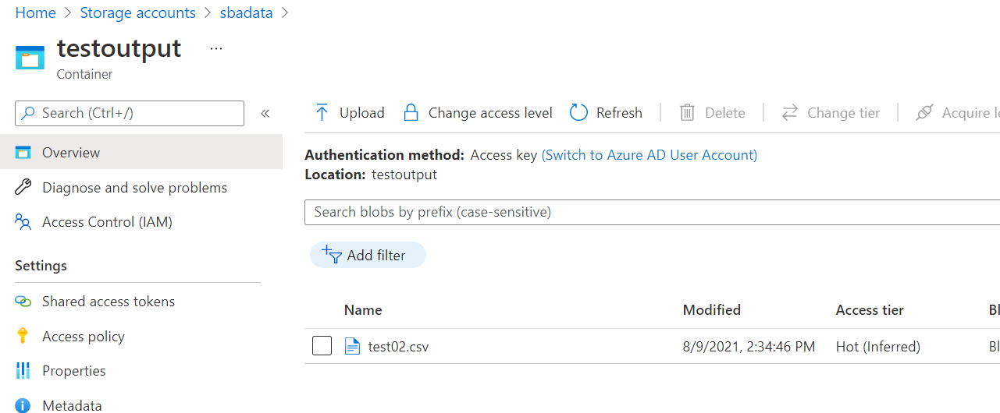 Home > Storage accounts > sbadata >
testoutput ...
Container
Search (Ctrl+/) «
Overview
Diagnose and solve problems
Access Control (IAM)
Settings
Shared access tokens
Access policy
Properties
Metadata
Upload Change access level Refresh Delete Change tier Acquire le
Authentication method: Access key (Switch to Azure AD User Account)
Location: testoutput
Search blobs by prefix (case-sensitive)
Add filter
Name Modified Access tier Bl
test02.csv 8/9/2021, 2:34:46 PM Hot (Inferred) Bl